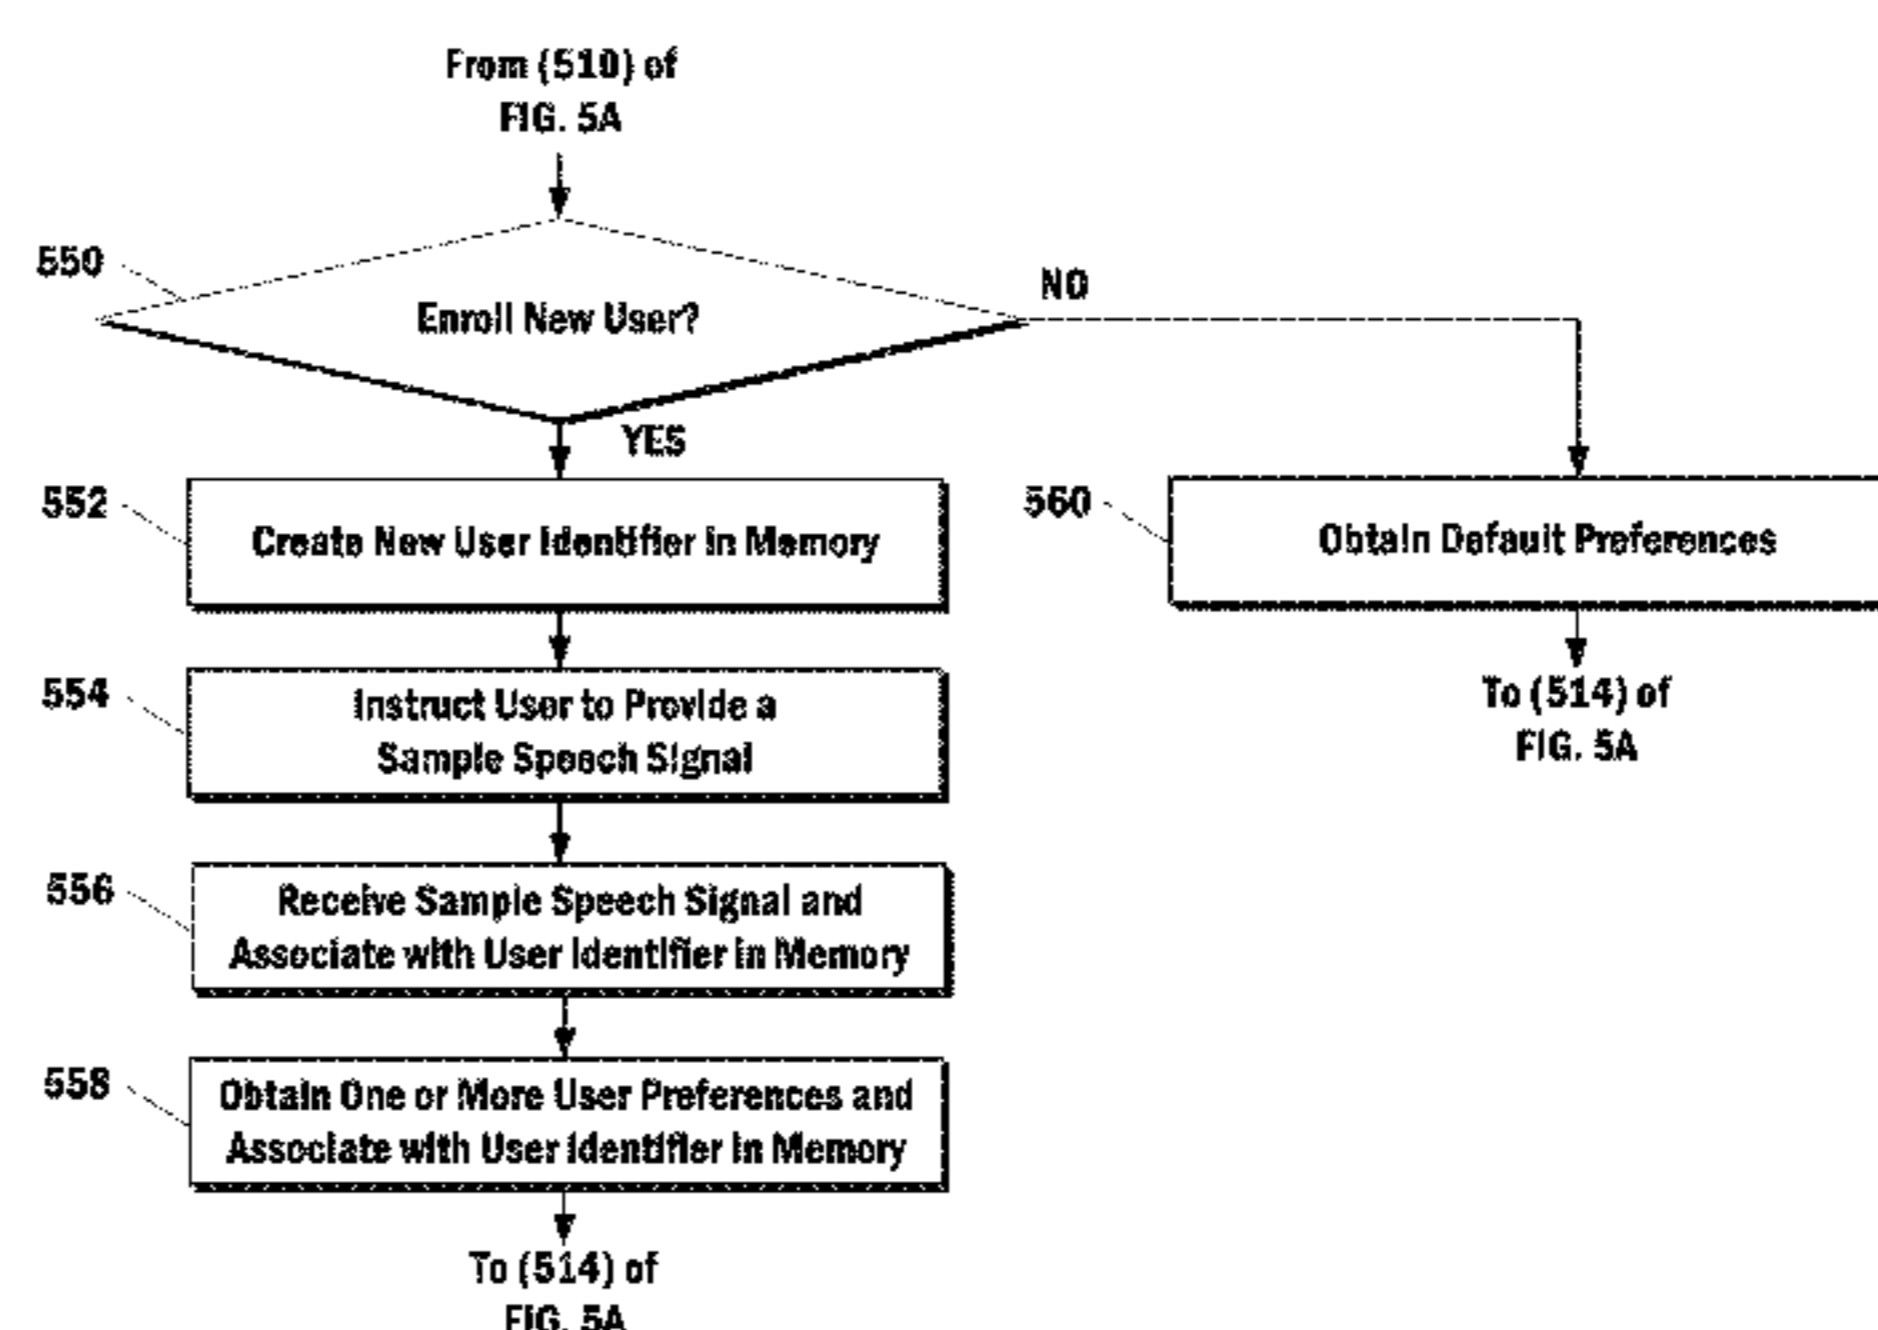 From (510) of
FIG. 5A
550
Enroll New User?
NO
YES
552
Create New User Identifier in Memory
560
Obtain Default Preferences
554
Instruct User to Provide a
Sample Speech Signal
To (514) of
FIG. 5A
556
Receive Sample Speech Signal and
Associate with User Identifier in Memory
558
Obtain One or More User Preferences and
Associate with User Identifier in Memory
To (514) of
FIG. 5A